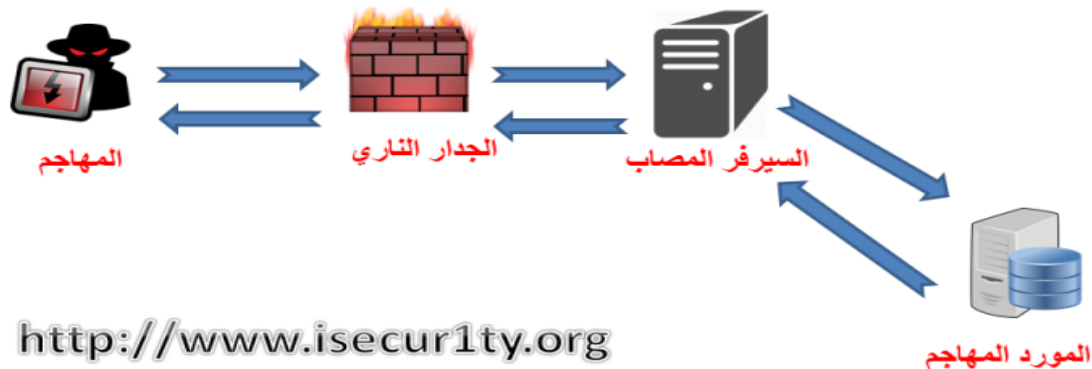 المهاجم
الجدار الناري
السيرفر المصاب
المورد المهاجم
http://www.isecur1ty.org